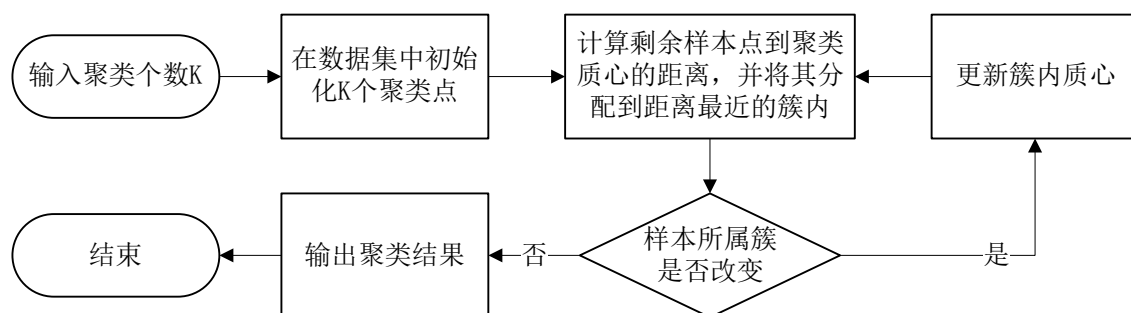 输入聚类个数K
在数据集中初始
化K个聚类点
计算剩余样本点到聚类
质心的距离，并将其分
配到距离最近的簇内
更新簇内质心
结束
输出聚类结果
否
样本所属簇
是否改变
是